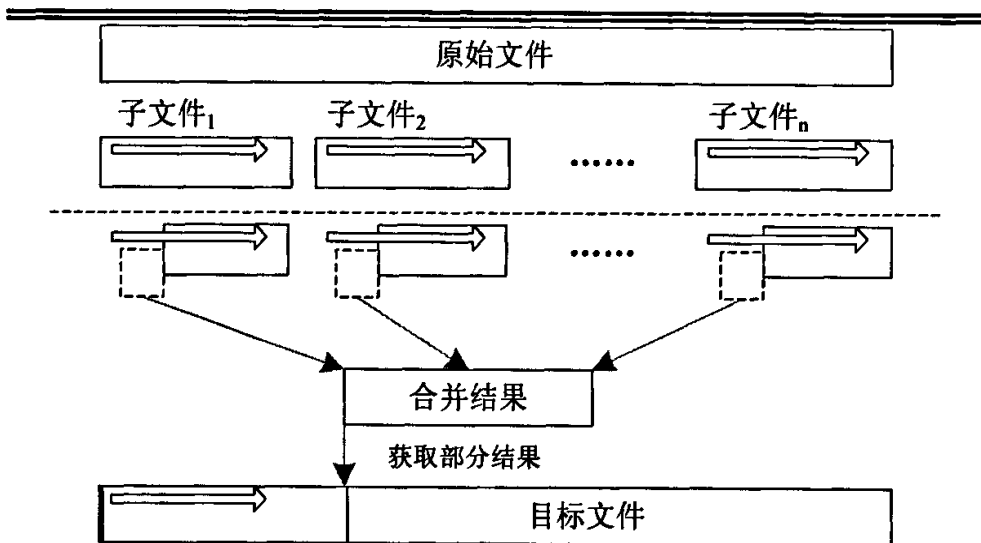 原始文件
子文件1 子文件2 子文件n
......
......
合并结果
获取部分结果
目标文件